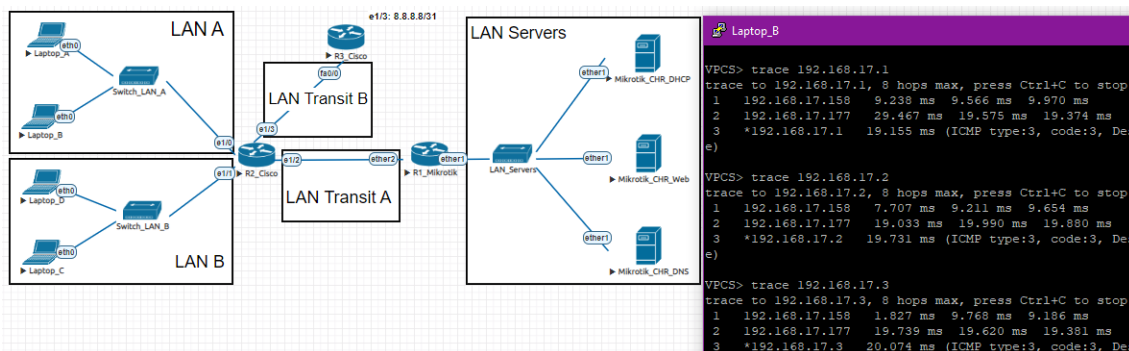 e1/3: 8.8.8.8/31
LAN A
eth0
Laptop_A
Switch_LAN_A
eth0
Laptop_B
R3_Cisco
fa0/0
LAN Transit B
e1/3
e1/0
e1/2
R2_Cisco
e1/1
ether2
ether1
R1_Mikrotik
LAN Transit A
eth0
Laptop_D
Switch_LAN_B
eth0
Laptop_C
LAN B
LAN Servers
ether1
Mikrotik_CHR_DHCP
LAN_Servers
ether1
Mikrotik_CHR_Web
ether1
Mikrotik_CHR_DNS
Laptop_B
VPCS> trace 192.168.17.1
trace to 192.168.17.1, 8 hops max, press Ctrl+C to stop
1 192.168.17.158 9.238 ms 9.566 ms 9.970 ms
2 192.168.17.177 29.467 ms 19.575 ms 19.374 ms
3 *192.168.17.1 19.155 ms (ICMP type:3, code:3, De
e)
VPCS> trace 192.168.17.2
trace to 192.168.17.2, 8 hops max, press Ctrl+C to stop
1 192.168.17.158 7.707 ms 9.211 ms 9.654 ms
2 192.168.17.177 19.033 ms 19.990 ms 19.880 ms
3 *192.168.17.2 19.731 ms (ICMP type:3, code:3, De
e)
VPCS> trace 192.168.17.3
trace to 192.168.17.3, 8 hops max, press Ctrl+C to stop
1 192.168.17.158 1.827 ms 9.768 ms 9.186 ms
2 192.168.17.177 19.739 ms 19.620 ms 19.381 ms
3 *192.168.17.3 20.074 ms (ICMP type:3, code:3, De